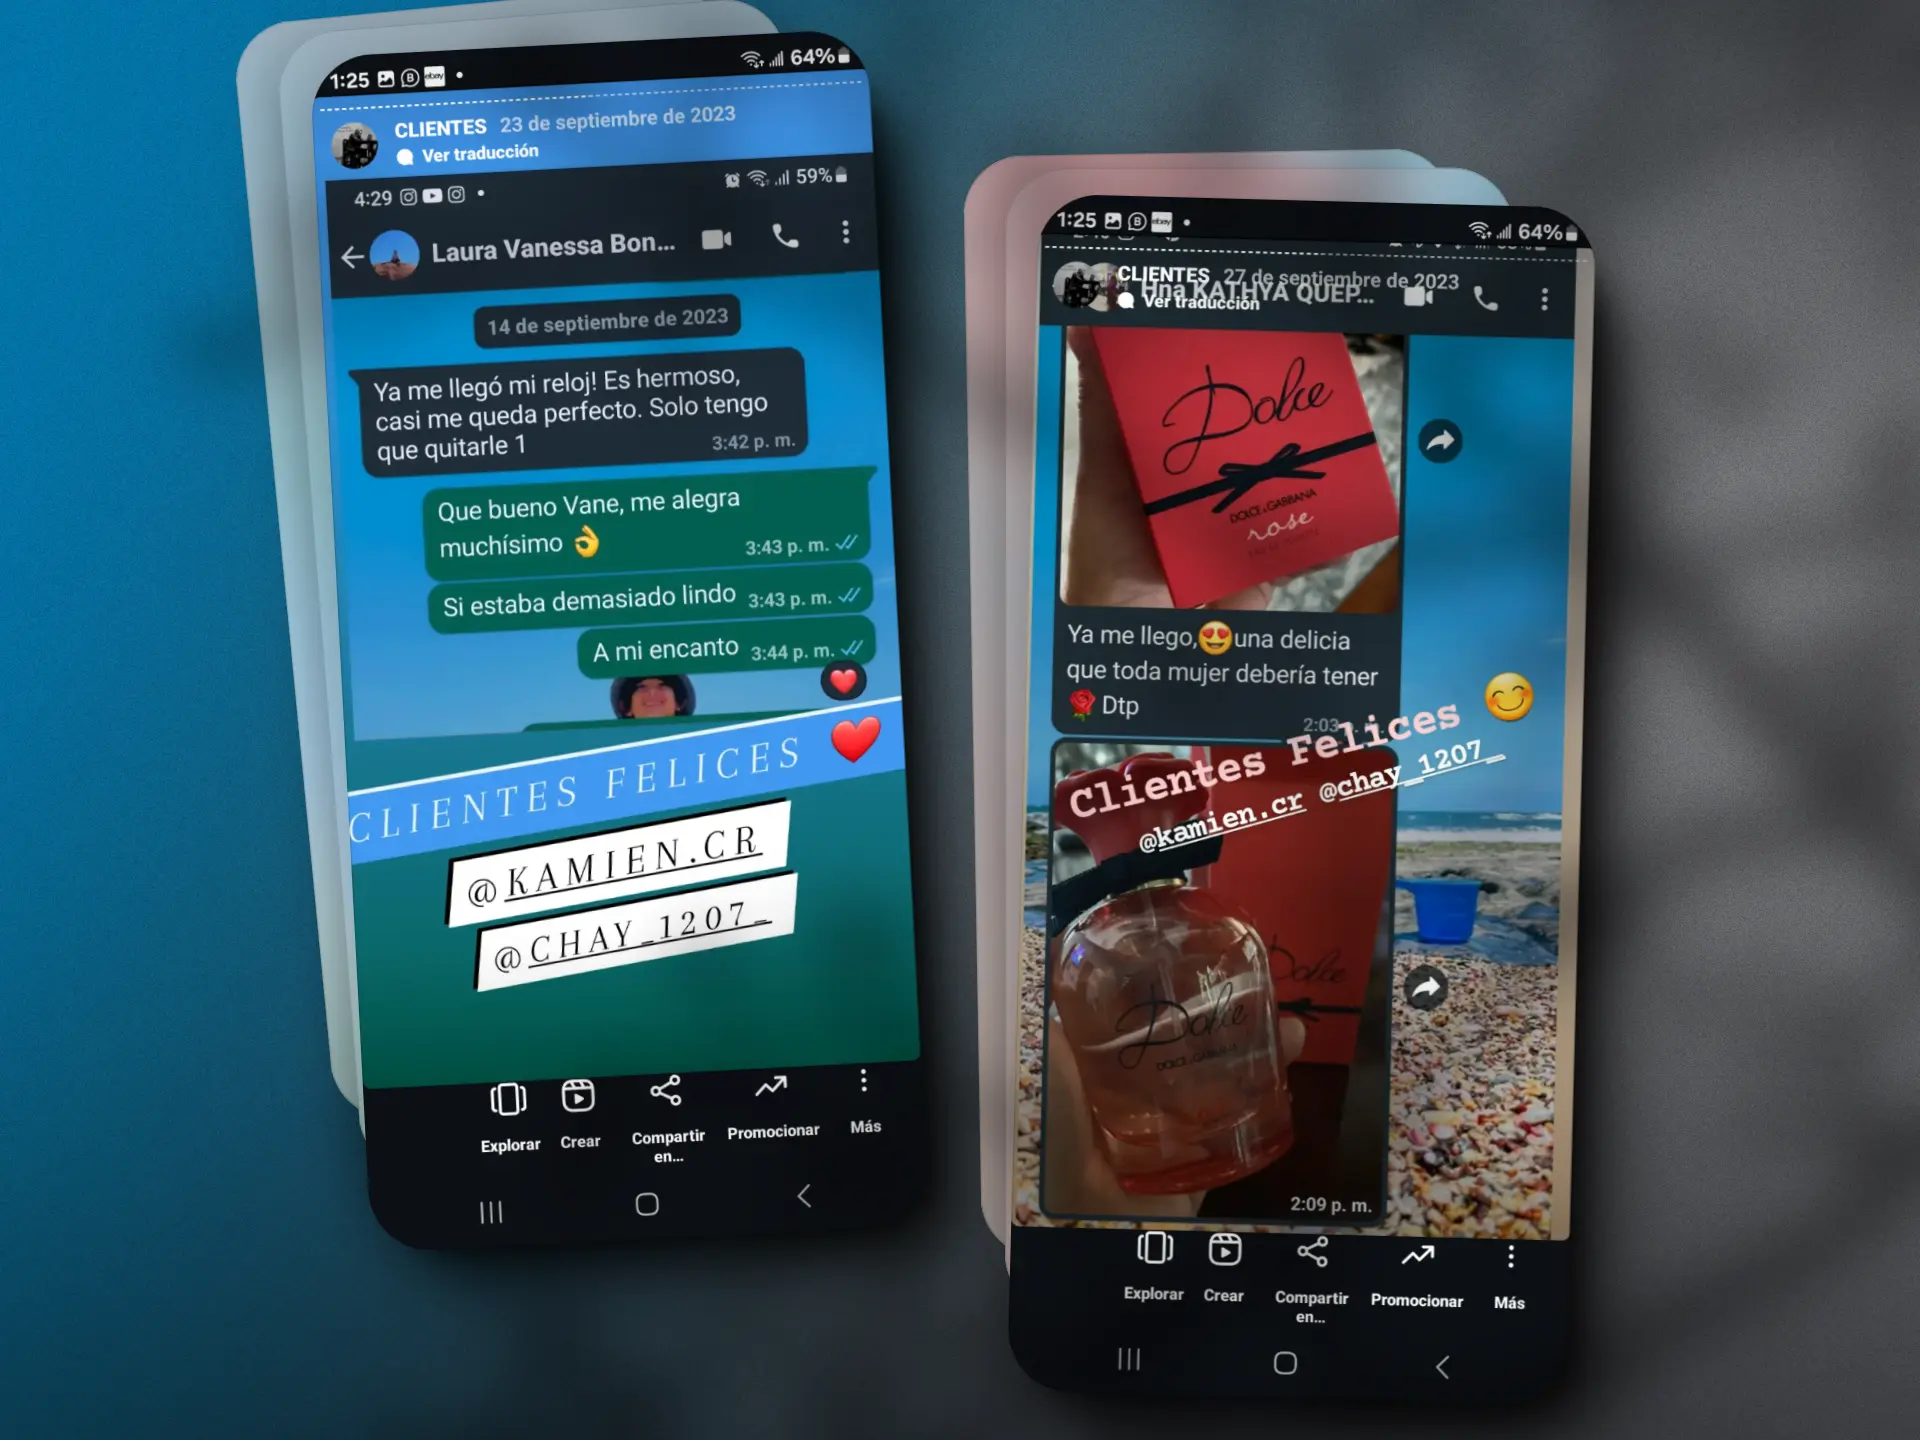 1:25
64%
CLIENTES 23 de septiembre de 2023
Ver traducción
4:29
59%
Laura Vanessa Bon...
14 de septiembre de 2023
Ya me llegó mi reloj! Es hermoso,
casi me queda perfecto. Solo tengo
que quitarle 1
3:42 p. m.
Que bueno Vane, me alegra
muchísimo 👌
3:43 p. m.
Si estaba demasiado lindo 3:43 p. m.
A mi encanto 3:44 p. m.
CLIENTES FELICES ❤️
@KAMIEN.CR
@CHAY_1207_
Explorar Crear Compartir en... Promocionar Más
1:25
ebay
64%
CLIENTES 27 de septiembre de 2023
Hna KATHYA QUEP...
Ver traducción
Dolce
DOLCE & GABBANA
rose
Ya me llego,😍una delicia
que toda mujer debería tener
🌹 Dtp
2:03
Clientes Felices 😊
@kamien.cr @chay_1207_
Dolce
Dolce
DOLCE & GABBANA
2:09 p. m.
Explorar Crear Compartir en... Promocionar Más